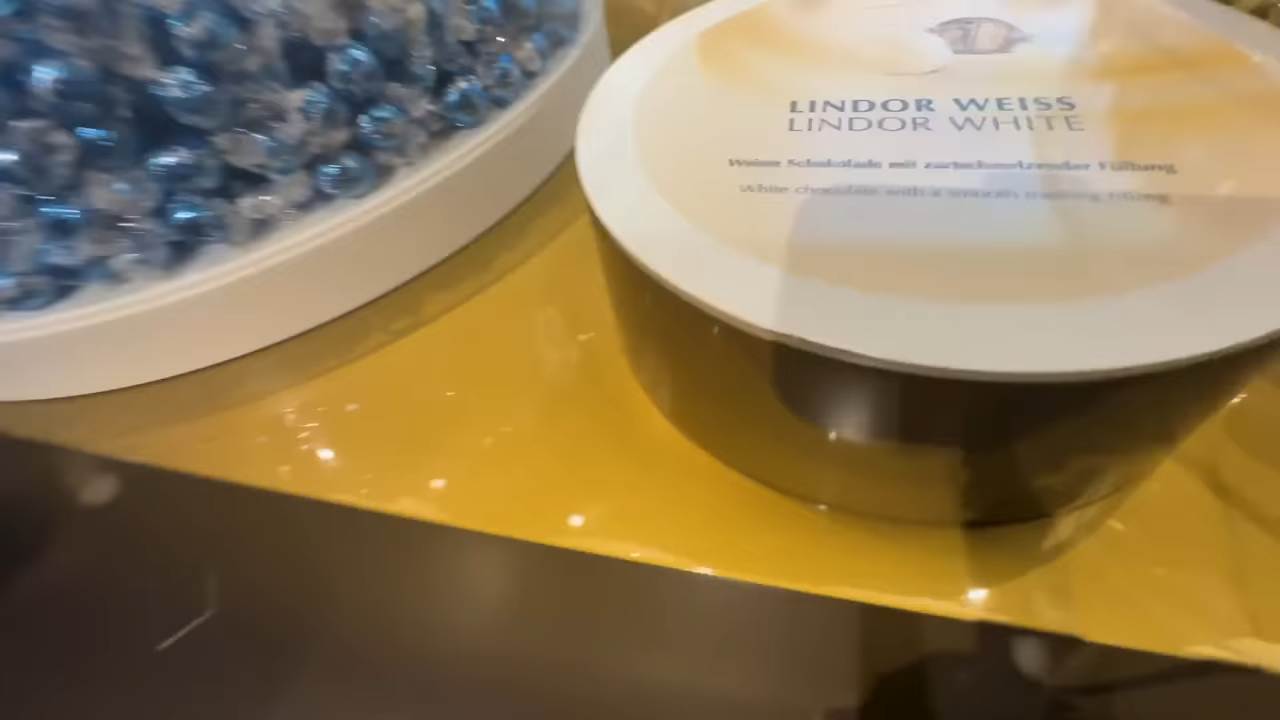 LINDOR WEISS
LINDOR WHITE
Weisse Schokolade mit zartschmelzender Füllung
White chocolate with a smooth melting filling